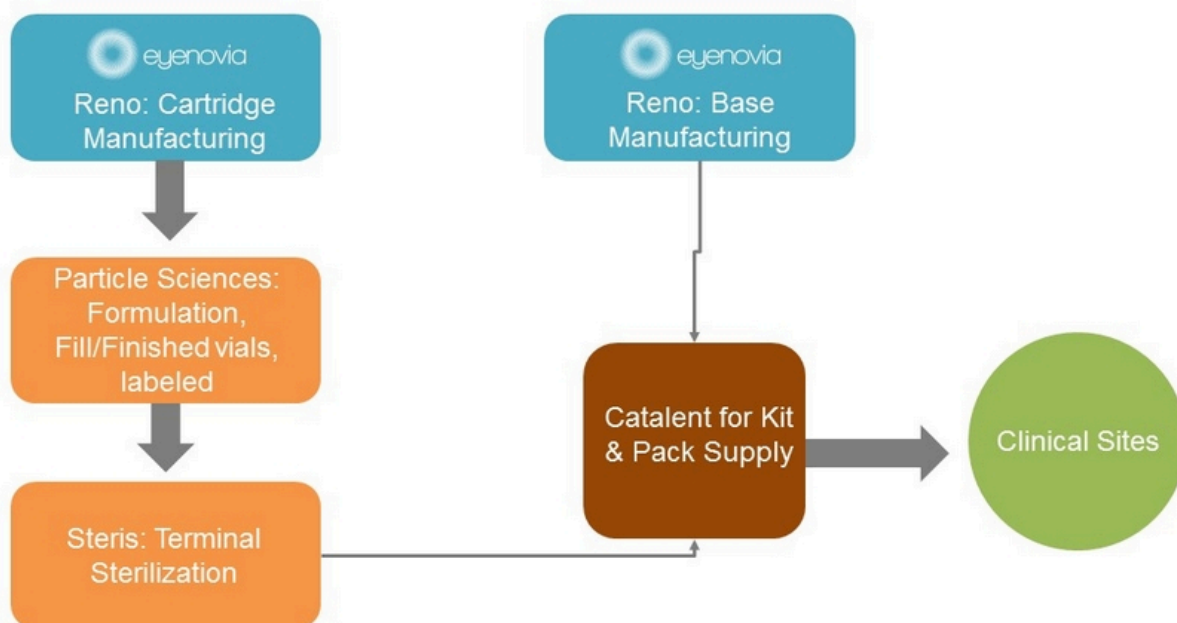 eyenovia
Reno: Cartridge
Manufacturing
eyenovia
Reno: Base
Manufacturing
Particle Sciences:
Formulation,
Fill/Finished vials,
labeled
Catalent for Kit
& Pack Supply
Clinical Sites
Steris: Terminal
Sterilization